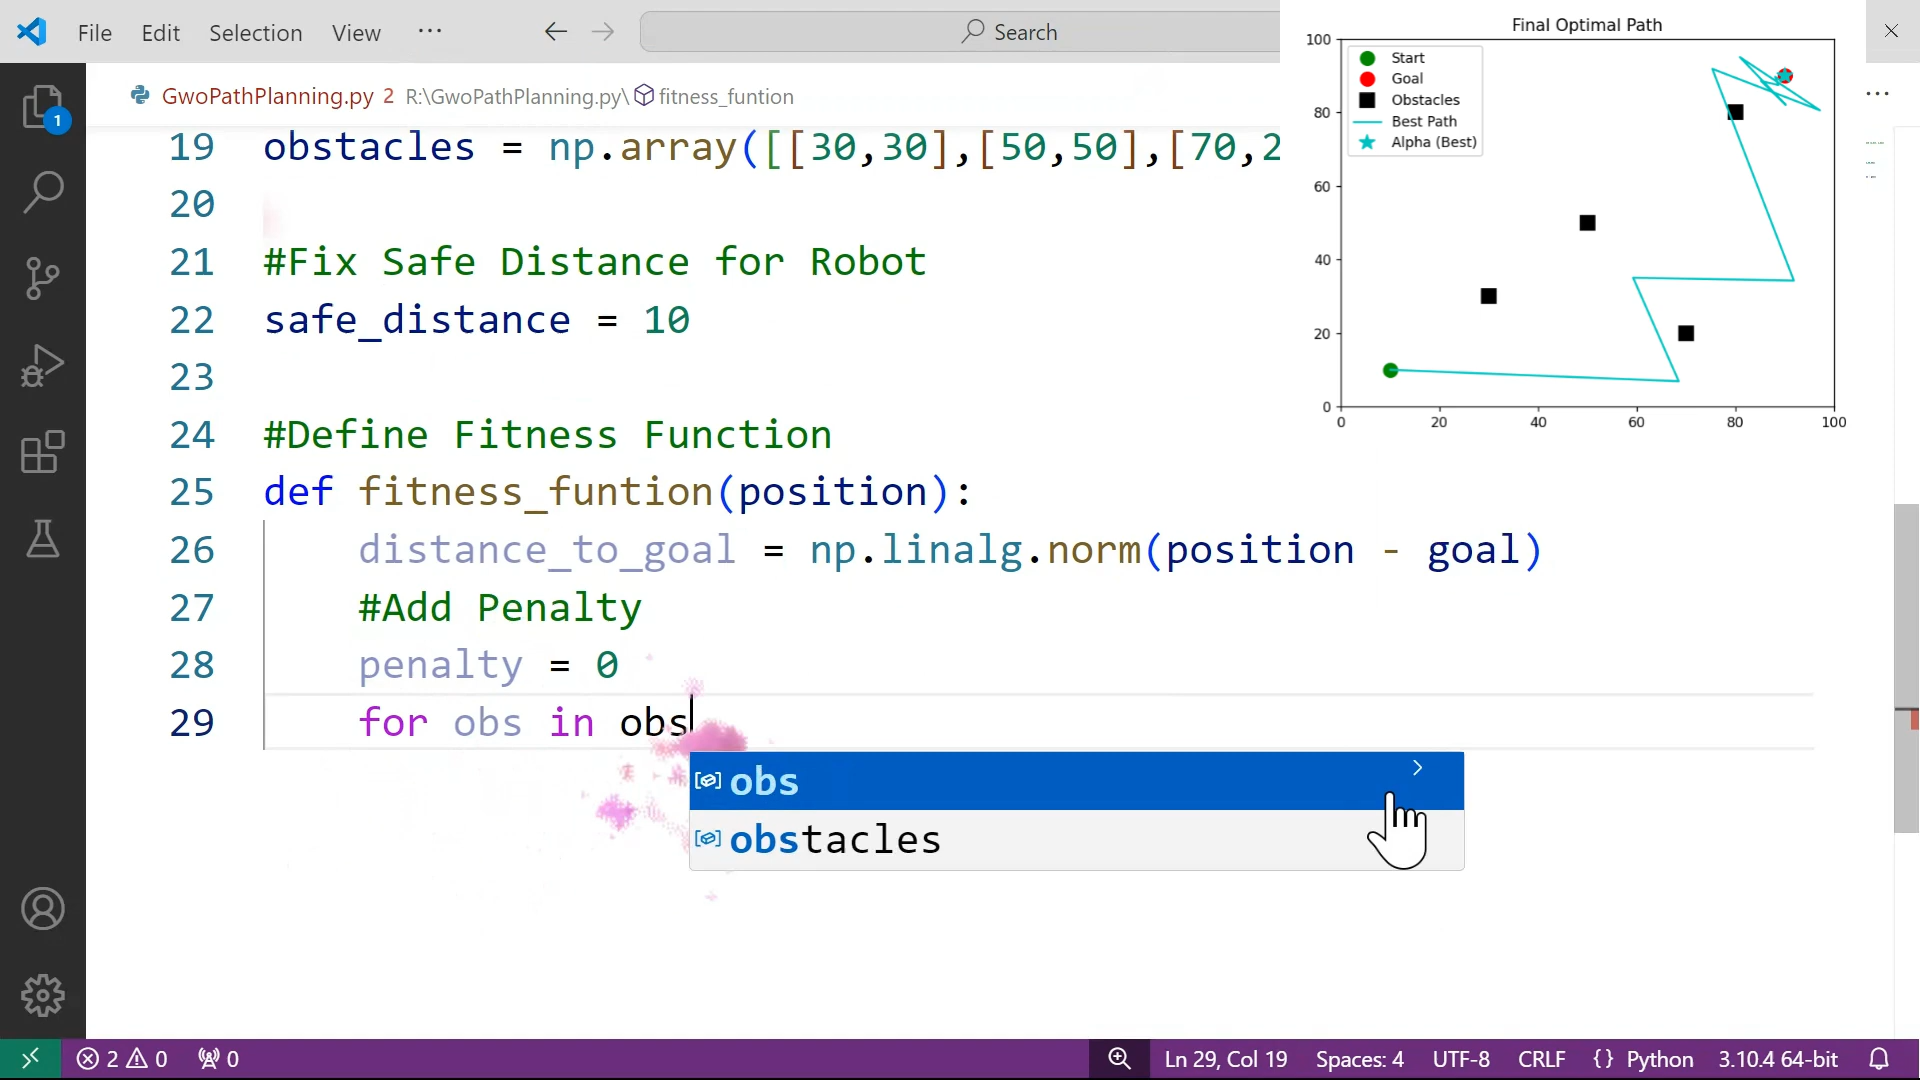 File Edit Selection View ··· Search
GwoPathPlanning.py 2 R:\GwoPathPlanning.py\ fitness_funtion
1
19 obstacles = np.array([[30,30],[50,50],[70,2
20
21 #Fix Safe Distance for Robot
22 safe_distance = 10
23
24 #Define Fitness Function
25 def fitness_funtion(position):
26 distance_to_goal = np.linalg.norm(position - goal)
27 #Add Penalty
28 penalty = 0
29 for obs in obs
obs
obstacles
Final Optimal Path
Start
Goal
Obstacles
Best Path
Alpha (Best)
100
80
60
40
20
0
0 20 40 60 80 100
2 0 0 Ln 29, Col 19 Spaces: 4 UTF-8 CRLF {} Python 3.10.4 64-bit